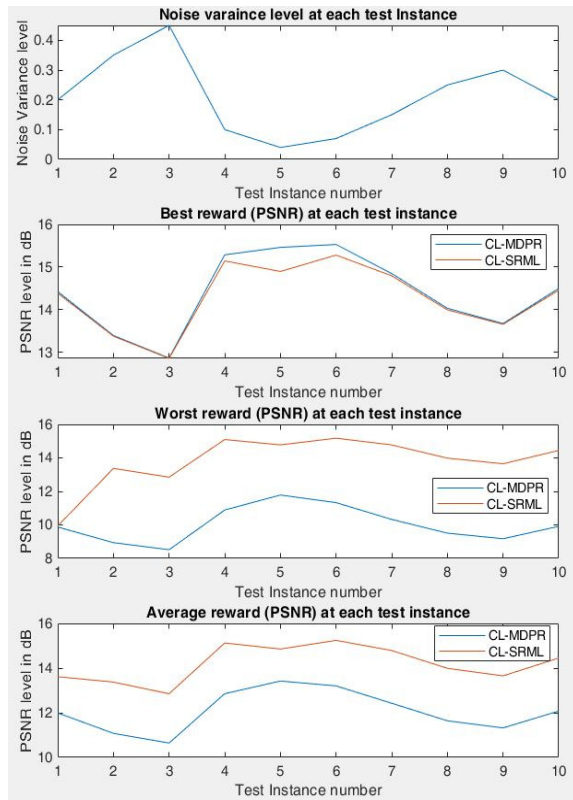 Noise varaince level at each test Instance
Noise Variance level
0.4
0.3
0.2
0.1
0
1 2 3 4 5 6 7 8 9 10
Test Instance number
Best reward (PSNR) at each test instance
PSNR level in dB
16
15
14
13
CL-MDPR
CL-SRML
1 2 3 4 5 6 7 8 9 10
Test Instance number
Worst reward (PSNR) at each test instance
PSNR level in dB
16
14
12
10
8
CL-MDPR
CL-SRML
1 2 3 4 5 6 7 8 9 10
Test Instance number
Average reward (PSNR) at each test instance
PSNR level in dB
16
14
12
10
CL-MDPR
CL-SRML
1 2 3 4 5 6 7 8 9 10
Test Instance number